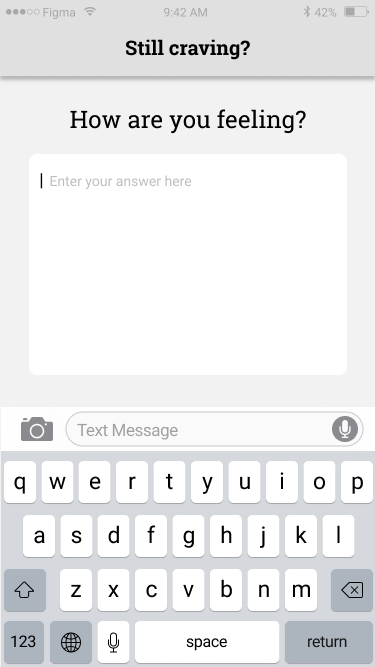 Figma 9:42 AM 42%
Still craving?
How are you feeling?
Enter your answer here
Text Message
q w e r t y u i o p
a s d f g h j k l
z x c v b n m
123 space return